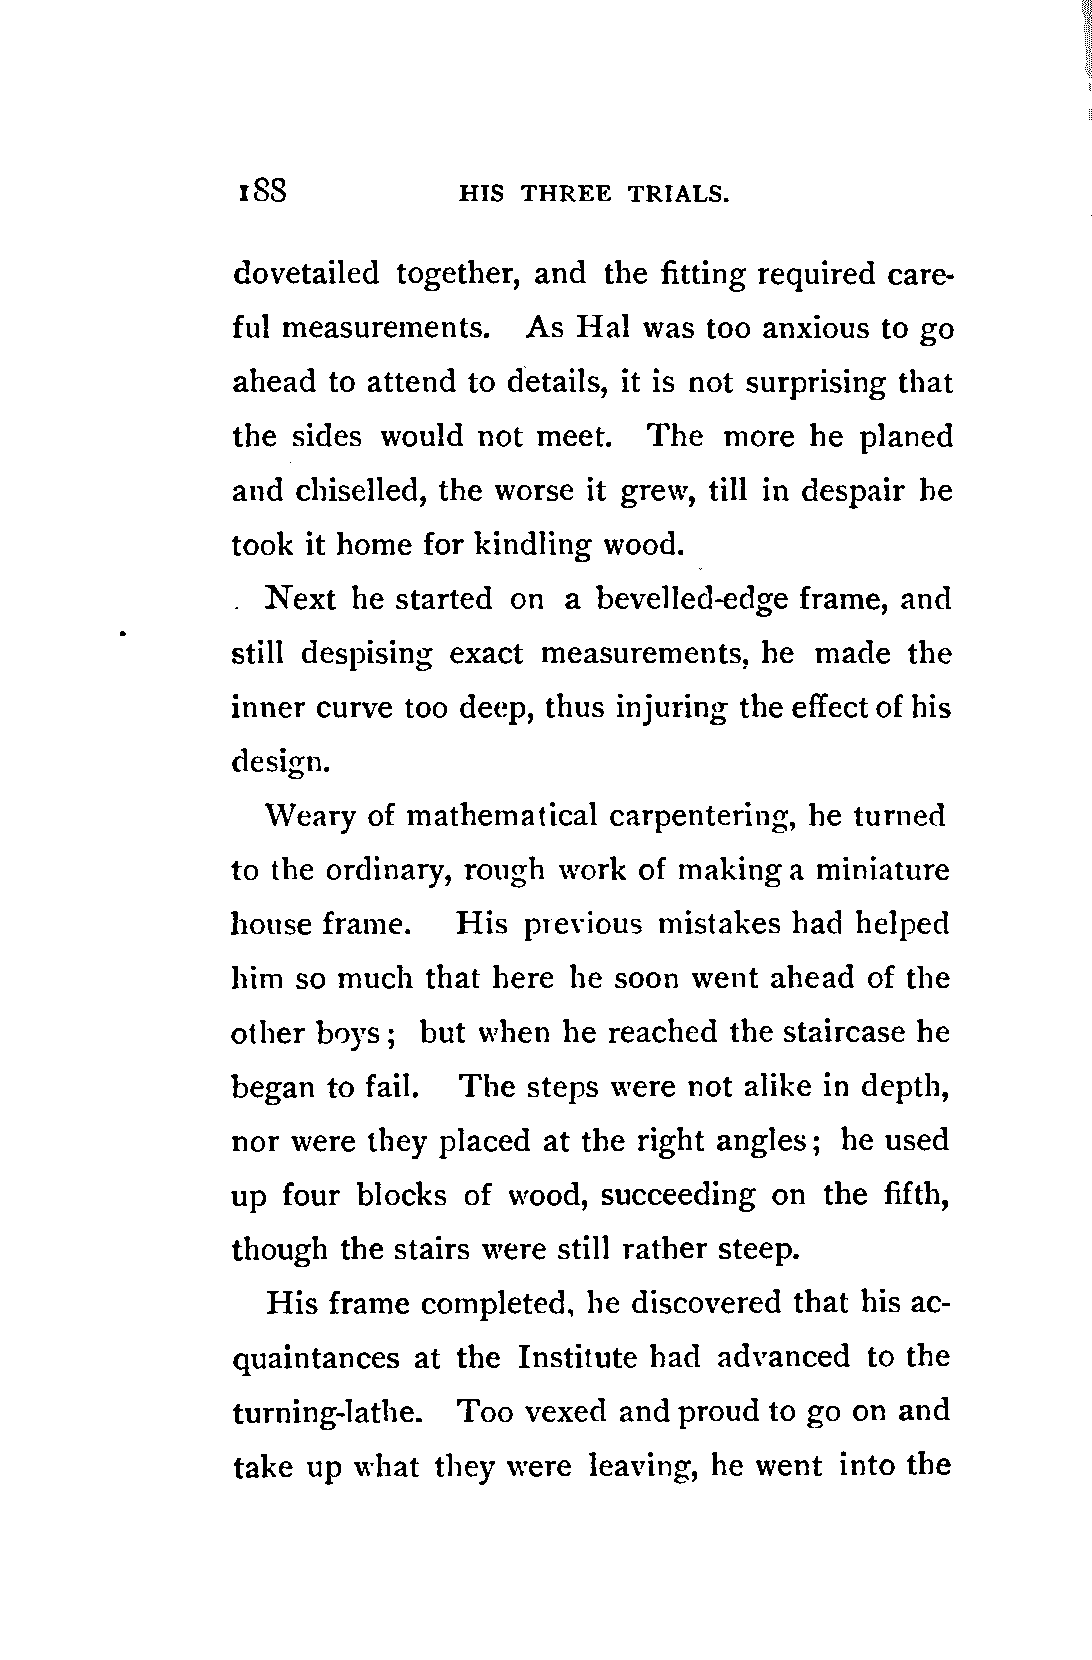 188 HIS THREE TRIALS.
dovetailed together, and the fitting required care-
ful measurements. As Hal was too anxious to go
ahead to attend to details, it is not surprising that
the sides would not meet. The more he planed
and chiselled, the worse it grew, till in despair he
took it home for kindling wood.
Next he started on a bevelled-edge frame, and
still despising exact measurements, he made the
inner curve too deep, thus injuring the effect of his
design.
Weary of mathematical carpentering, he turned
to the ordinary, rough work of making a miniature
house frame. His previous mistakes had helped
him so much that here he soon went ahead of the
other boys; but when he reached the staircase he
began to fail. The steps were not alike in depth,
nor were they placed at the right angles; he used
up four blocks of wood, succeeding on the fifth,
though the stairs were still rather steep.
His frame completed, he discovered that his ac-
quaintances at the Institute had advanced to the
turning-lathe. Too vexed and proud to go on and
take up what they were leaving, he went into the